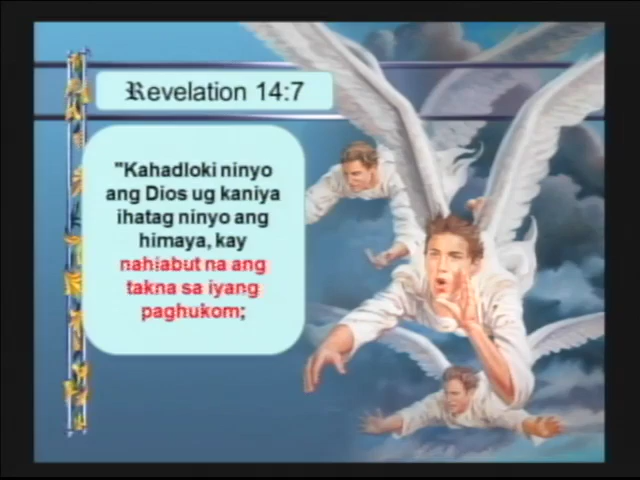 Revelation 14:7
"Kahadloki ninyo
ang Dios ug kaniya
ihatag ninyo ang
himaya, kay
nahiabut na ang
takna sa iyang
paghukom;